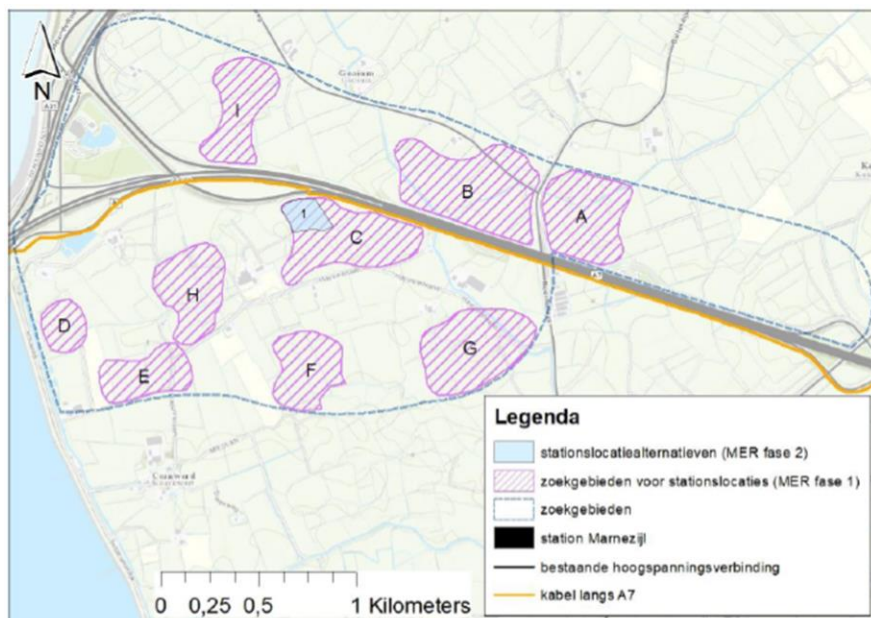 N
I
B
A
1
C
H
D
E
F
G
Legenda
stationslocatiealternatieven (MER fase 2)
zoekgebieden voor stationslocaties (MER fase 1)
zoekgebieden
station Marnezijl
bestaande hoogspanningsverbinding
kabel langs A7
0 0,25 0,5 1 Kilometers